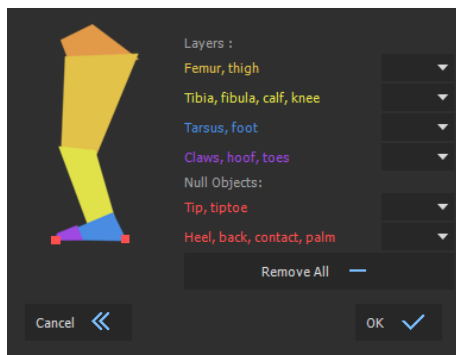 Layers :
Femur, thigh
Tibia, fibula, calf, knee
Tarsus, foot
Claws, hoof, toes
Null Objects:
Tip, tiptoe
Heel, back, contact, palm
Remove All
Cancel
OK